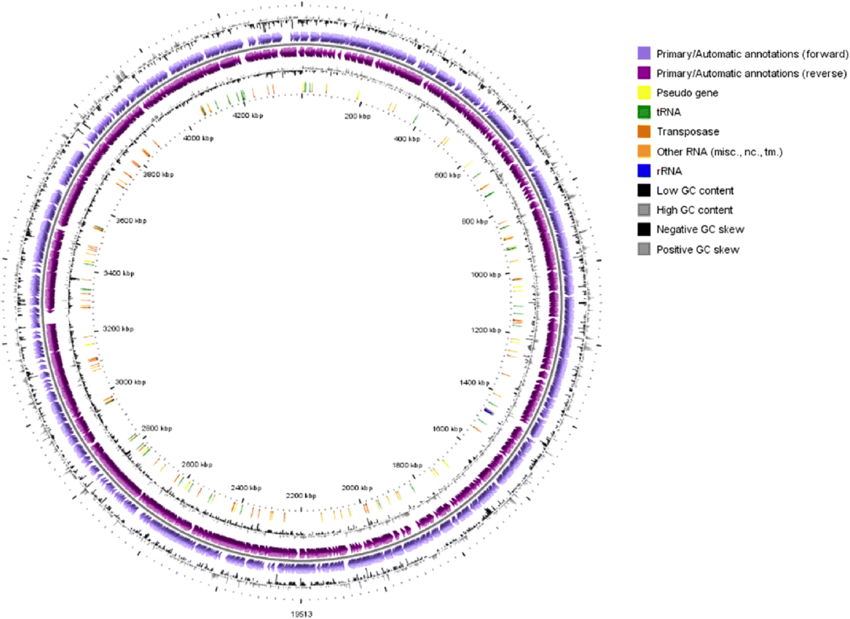 Primary/Automatic annotations (forward)
Primary/Automatic annotations (reverse)
Pseudo gene
tRNA
Transposase
Other RNA (misc., nc., tm.)
rRNA
Low GC content
High GC content
Negative GC skew
Positive GC skew
200 kbp
400 kbp
600 kbp
800 kbp
1000 kbp
1200 kbp
1400 kbp
1600 kbp
1800 kbp
2000 kbp
2200 kbp
2400 kbp
2600 kbp
2800 kbp
3000 kbp
3200 kbp
3400 kbp
3600 kbp
3800 kbp
4000 kbp
4200 kbp
19513